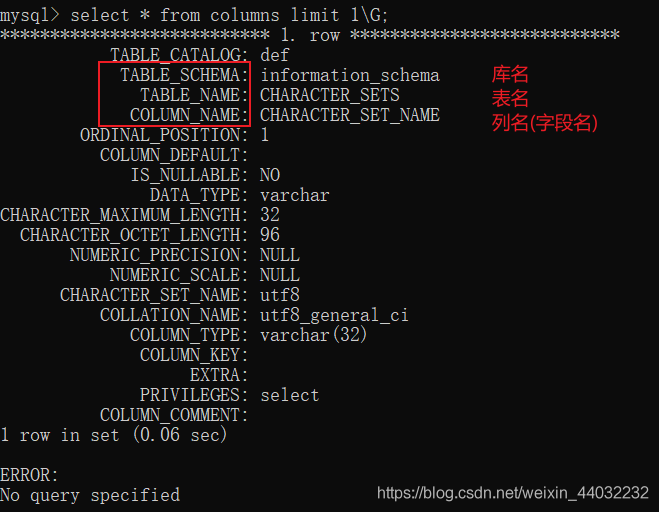 mysql> select * from columns limit 1\G;
*************************** 1. row ***************************
TABLE_CATALOG: def
TABLE_SCHEMA: information_schema 库名
TABLE_NAME: CHARACTER_SETS 表名
COLUMN_NAME: CHARACTER_SET_NAME 列名(字段名)
ORDINAL_POSITION: 1
COLUMN_DEFAULT:
IS_NULLABLE: NO
DATA_TYPE: varchar
CHARACTER_MAXIMUM_LENGTH: 32
CHARACTER_OCTET_LENGTH: 96
NUMERIC_PRECISION: NULL
NUMERIC_SCALE: NULL
CHARACTER_SET_NAME: utf8
COLLATION_NAME: utf8_general_ci
COLUMN_TYPE: varchar(32)
COLUMN_KEY:
EXTRA:
PRIVILEGES: select
COLUMN_COMMENT:
1 row in set (0.06 sec)
ERROR:
No query specified
https://blog.csdn.net/weixin_44032232